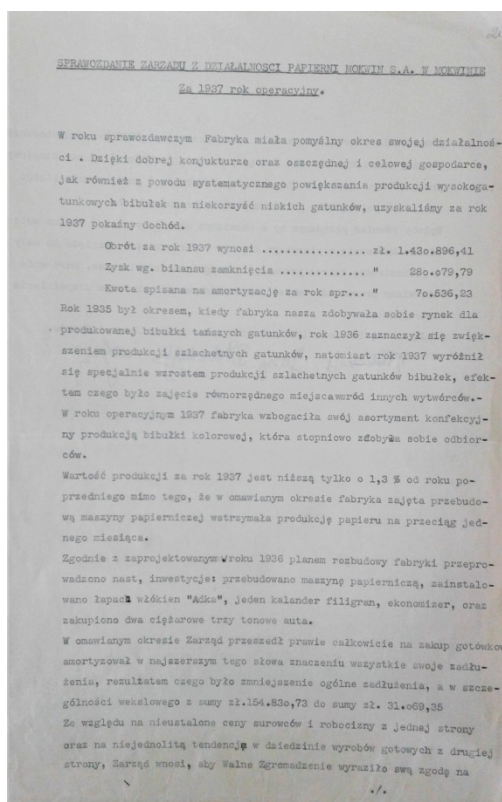 SPRAWOZDANIE ZARZĄDU Z DZIAŁALNOŚCI PAPIERNI MOKWIN S.A. W MOKWINIE
Za 1937 rok operacyjny.
W roku sprawozdawczym Fabryka miała pomyślny okres swojej działalnoś-
ci . Dzięki dobrej konjukturze oraz oszczędnej i celowej gospodarce,
jak również z powodu systematycznego powiększania produkcji wysokoga-
tunkowych bibułek na niekorzyść niskich gatunków, uzyskaliśmy za rok
1937 pokaźny dochód.
Obrót za rok 1937 wynosi ................ zł. 1.43o.896,41
Zysk wg. bilansu zamknięcia .............. " 28o.o79,79
Kwota spisana na amortyzację za rok spr... " 7o.536,23
Rok 1935 był okresem, kiedy fabryka nasza zdobywała sobie rynek dla
produkowanej bibułki tańszych gatunków, rok 1936 zaznaczył się zwięk-
szeniem produkcji szlachetnych gatunków, natomiast rok 1937 wyróżnił
się specjalnie wzrostem produkcji szlachetnych gatunków bibułek, efek-
tem czego było zajęcie równorzędnego miejscawśród innych wytwórców.-
W roku operacyjnym 1937 fabryka wzbogaciła swój asortyment konfekcyj-
ny produkcją bibułki kolorowej, która stopniowo zdobyła sobie odbior-
ców.
Wartość produkcji za rok 1937 jest niższą tylko o 1,3 % od roku po-
przedniego mimo tego, że w omawianym okresie fabryka zajęta przebudo-
wą maszyny papierniczej wstrzymała produkcję papieru na przeciąg jed-
nego miesiąca.
Zgodnie z zaprojektowanym w roku 1936 planem rozbudowy fabryki przepro-
wadzono nast, inwestycje: przebudowano maszynę papierniczą, zainstalo-
wano łapacz włókien "Adka", jeden kalander filigran, ekonomizer, oraz
zakupiono dwa ciężarowe trzy tonowe auta.
W omawianym okresie Zarząd przeszedł prawie całkowicie na zakup gotówkow
amortyzował w najszerszym tego słowa znaczeniu wszystkie swoje zadłu-
żenia, rezultatem czego było zmniejszenie ogólne zadłużenia, a w szcze-
gólności wekslowego z sumy zł.154.83o,73 do sumy zł. 31.o69,35
Ze względu na nieustalone ceny surowców i robocizny z jednej strony
oraz na niejednolitą tendencję w dziedzinie wyrobów gotowych z drugiej
strony, Zarząd wnosi, aby Walne Zgromadzenie wyraziło swą zgodę na
./.